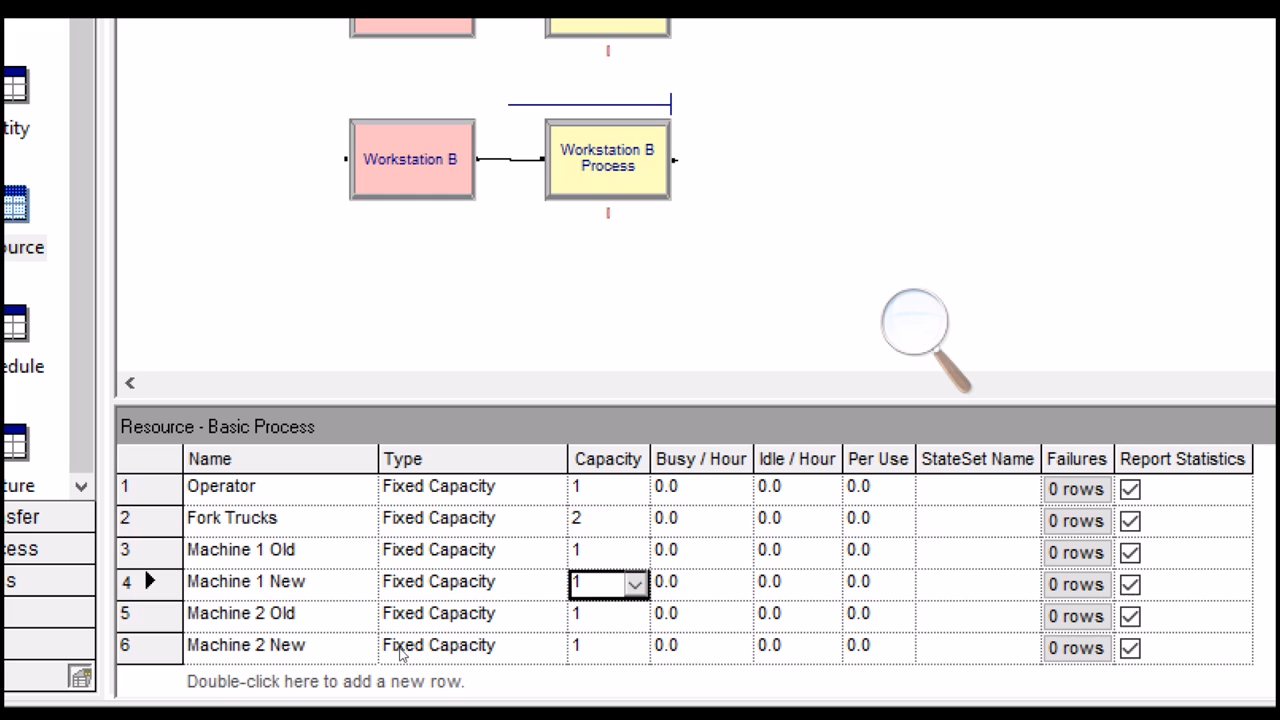 tity
ource
edule
ture
sfer
cess
s
Workstation B
Workstation B
Process
Resource - Basic Process
Name Type Capacity Busy / Hour Idle / Hour Per Use StateSet Name Failures Report Statistics
1 Operator Fixed Capacity 1 0.0 0.0 0.0 0 rows
2 Fork Trucks Fixed Capacity 2 0.0 0.0 0.0 0 rows
3 Machine 1 Old Fixed Capacity 1 0.0 0.0 0.0 0 rows
4 Machine 1 New Fixed Capacity 1 0.0 0.0 0.0 0 rows
5 Machine 2 Old Fixed Capacity 1 0.0 0.0 0.0 0 rows
6 Machine 2 New Fixed Capacity 1 0.0 0.0 0.0 0 rows
Double-click here to add a new row.